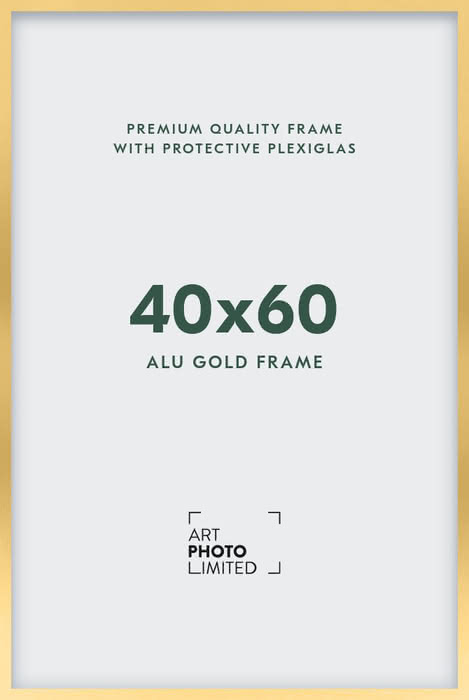 PREMIUM QUALITY FRAME
WITH PROTECTIVE PLEXIGLAS
40x60
ALU GOLD FRAME
ART
PHOTO
LIMITED